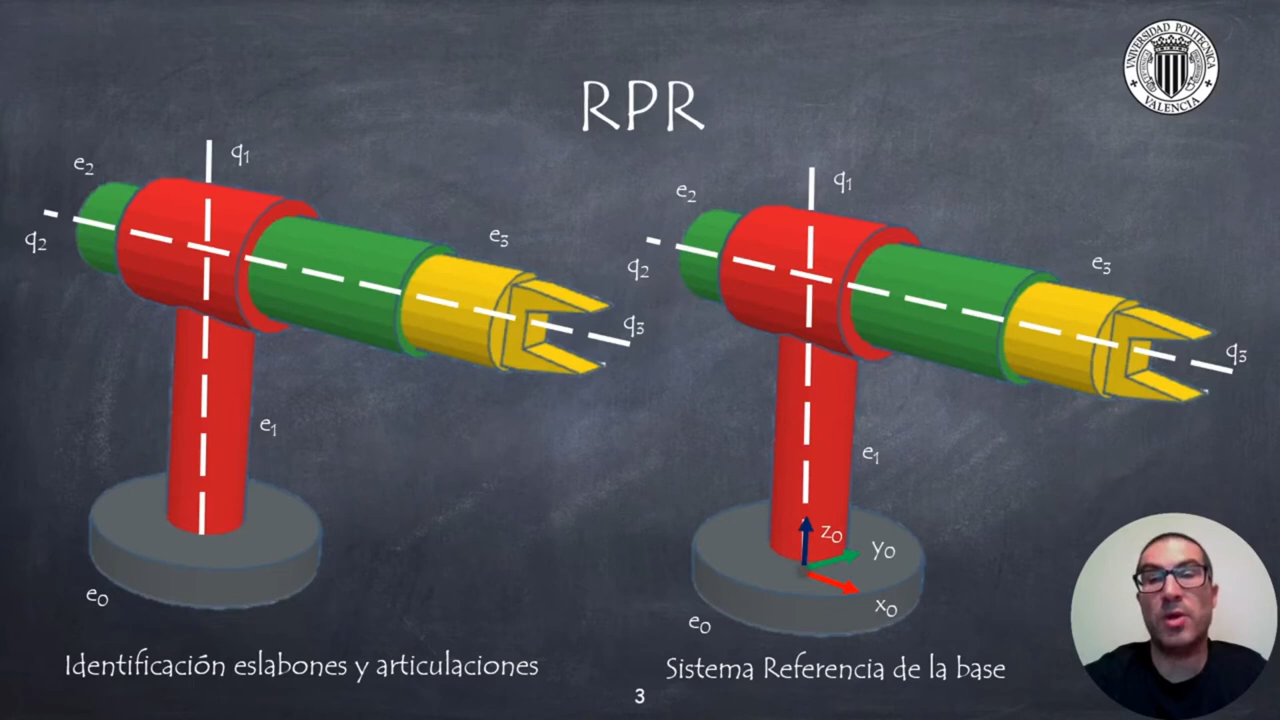 RPR
UNIVERSIDAD POLITECNICA
VALENCIA
e2
q1
q2
e3
q3
e1
e0
Identificación eslabones y articulaciones
e2
q1
q2
e3
q3
e1
z0
y0
x0
e0
Sistema Referencia de la base
3